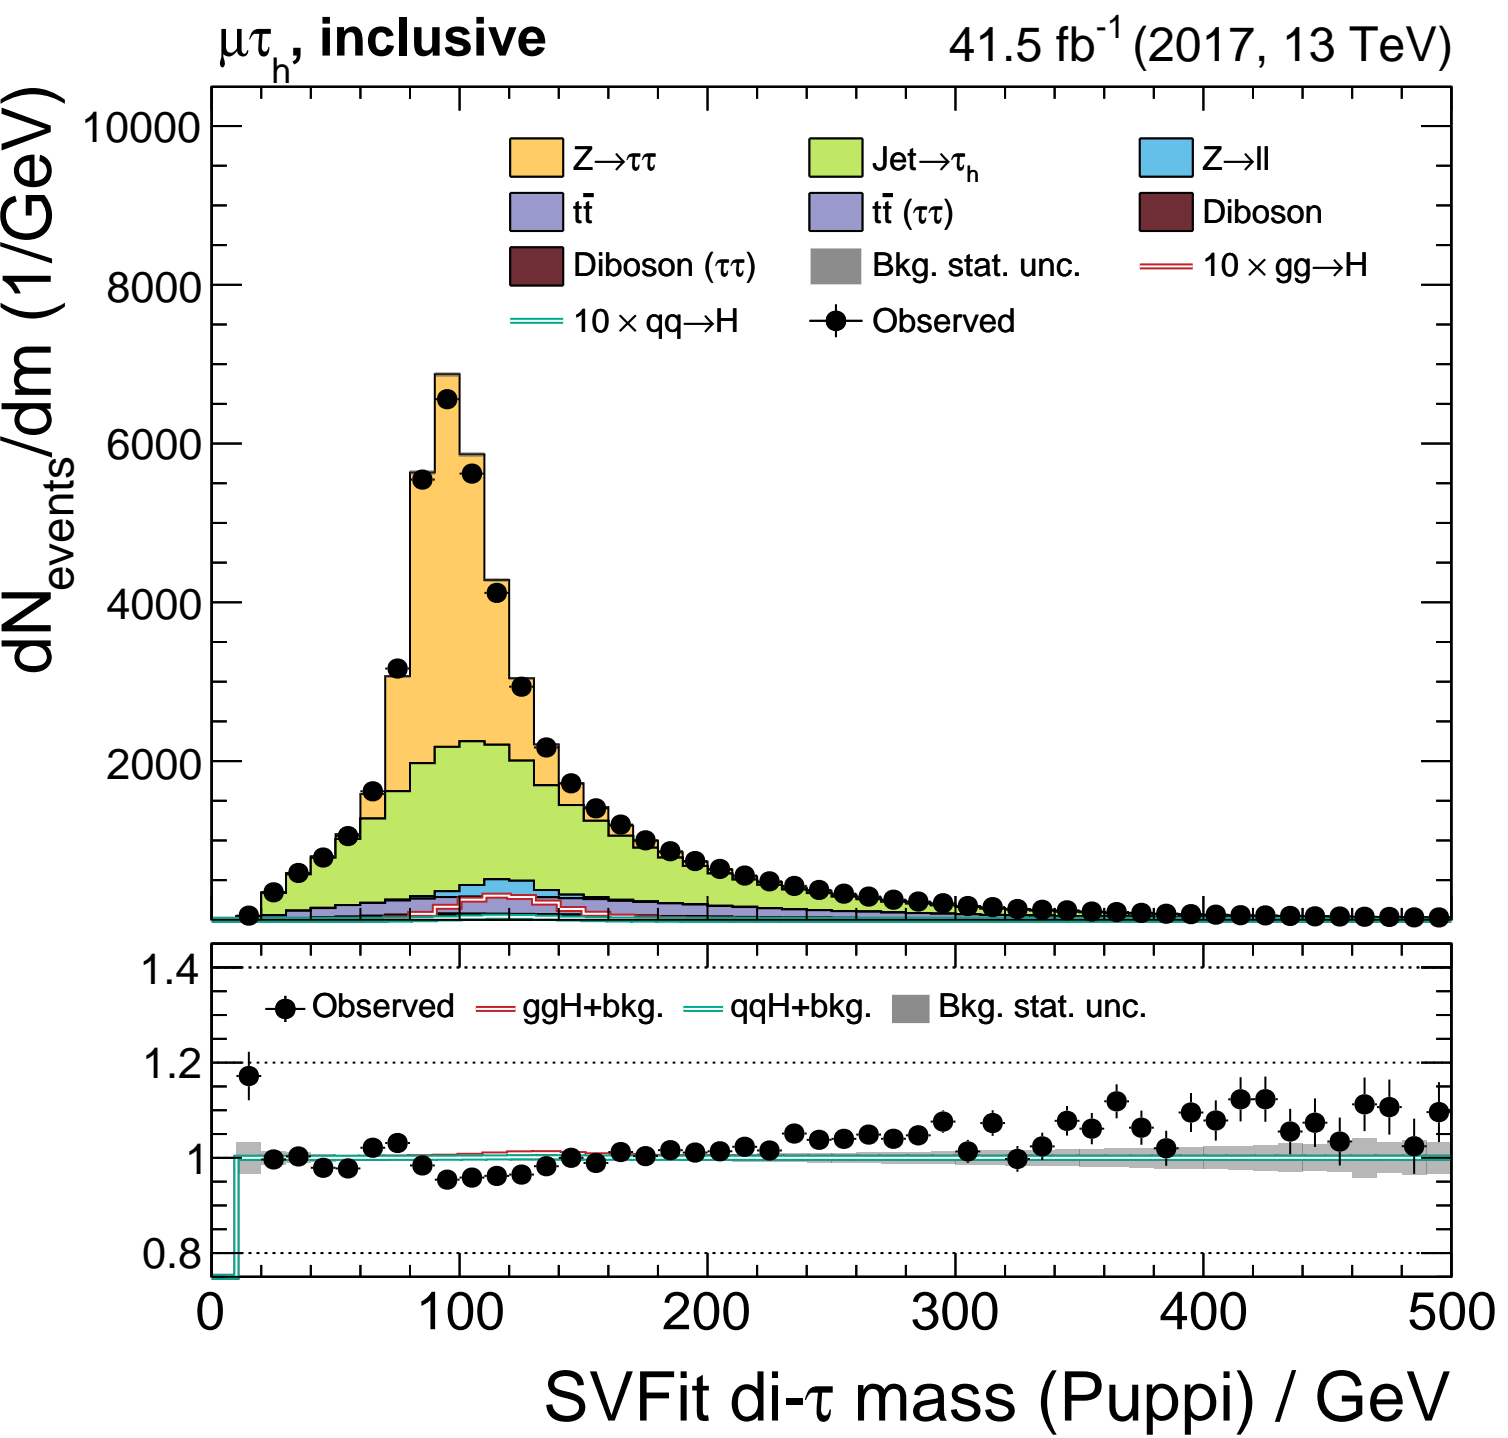 μτh, inclusive
41.5 fb-1 (2017, 13 TeV)
dNevents/dm (1/GeV)
10000
8000
6000
4000
2000
Z→ττ
Jet→τh
Z→ll
tt̄
tt̄ (ττ)
Diboson
Diboson (ττ)
Bkg. stat. unc.
10 × gg→H
10 × qq→H
Observed
1.4
1.2
1
0.8
Observed
ggH+bkg.
qqH+bkg.
Bkg. stat. unc.
0 100 200 300 400 500
SVFit di-τ mass (Puppi) / GeV